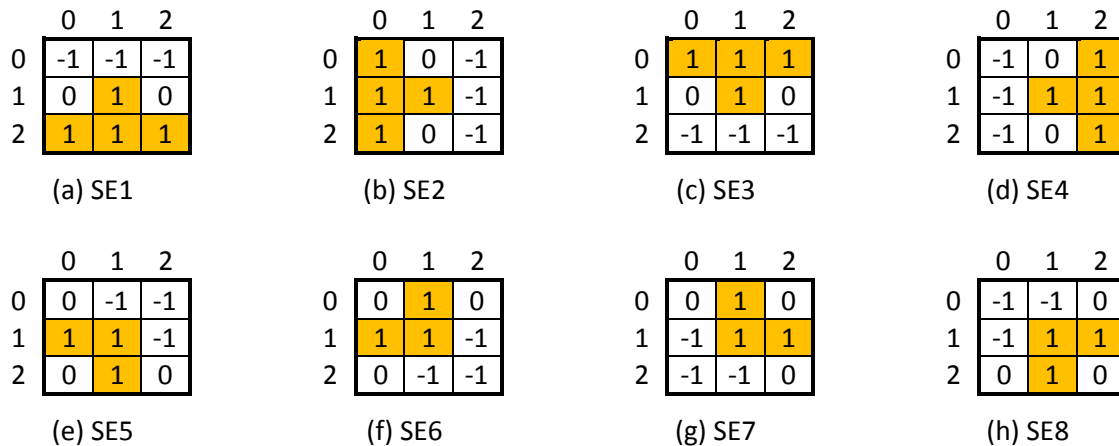 0 1 2 0 1 2 0 1 2 0 1 2
0 -1 -1 -1 0 1 0 -1 0 1 1 1 0 -1 0 1
1 0 1 0 1 1 1 -1 1 0 1 0 1 -1 1 1
2 1 1 1 2 1 0 -1 2 -1 -1 -1 2 -1 0 1
(a) SE1 (b) SE2 (c) SE3 (d) SE4
0 1 2 0 1 2 0 1 2 0 1 2
0 0 -1 -1 0 0 1 0 0 0 1 0 0 -1 -1 0
1 1 1 -1 1 1 1 -1 1 -1 1 1 1 -1 1 1
2 0 1 0 2 0 -1 -1 2 -1 -1 0 2 0 1 0
(e) SE5 (f) SE6 (g) SE7 (h) SE8